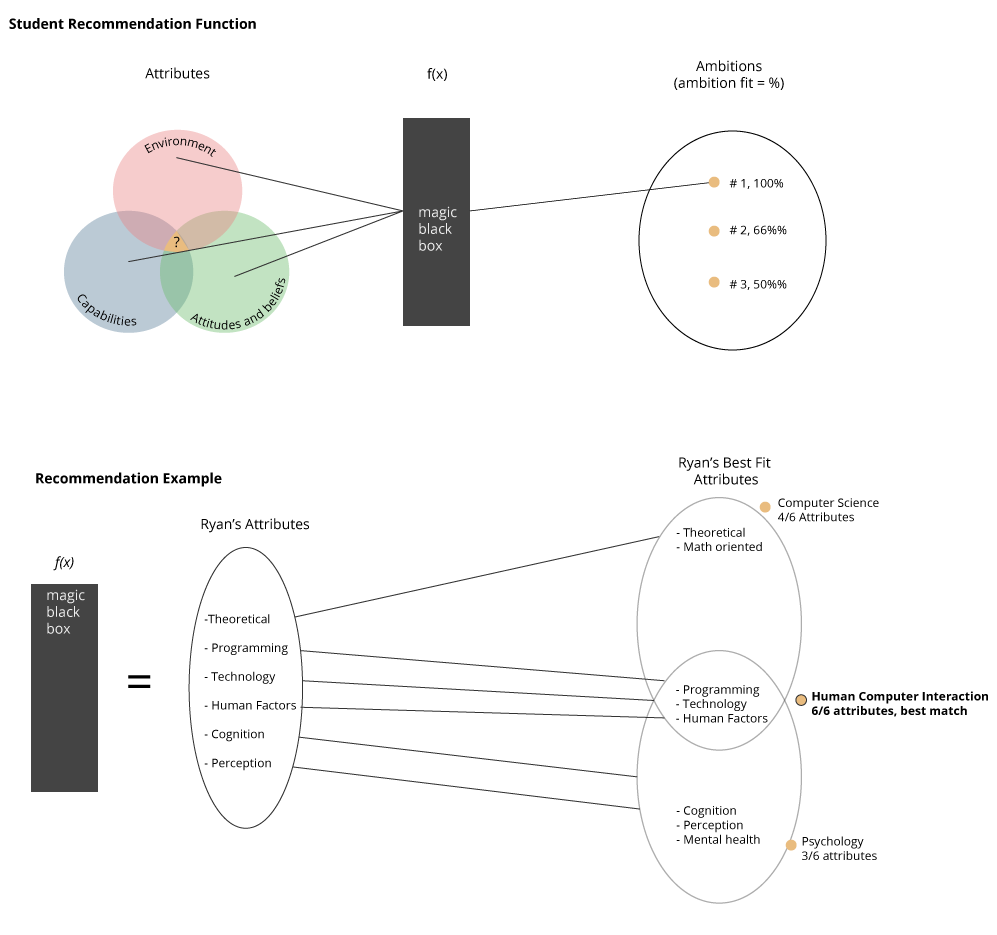 Student Recommendation Function
Attributes
f(x)
Ambitions
(ambition fit = %)
Environment
?
Capabilities
Attitudes and beliefs
magic
black
box
# 1, 100%
# 2, 66%%
# 3, 50%%
Recommendation Example
Ryan's Attributes
f(x)
magic
black
box
=
-Theoretical
- Programming
- Technology
- Human Factors
- Cognition
- Perception
Ryan's Best Fit
Attributes
Computer Science
4/6 Attributes
- Theoretical
- Math oriented
- Programming
- Technology
- Human Factors
Human Computer Interaction
6/6 attributes, best match
- Cognition
- Perception
- Mental health
Psychology
3/6 attributes